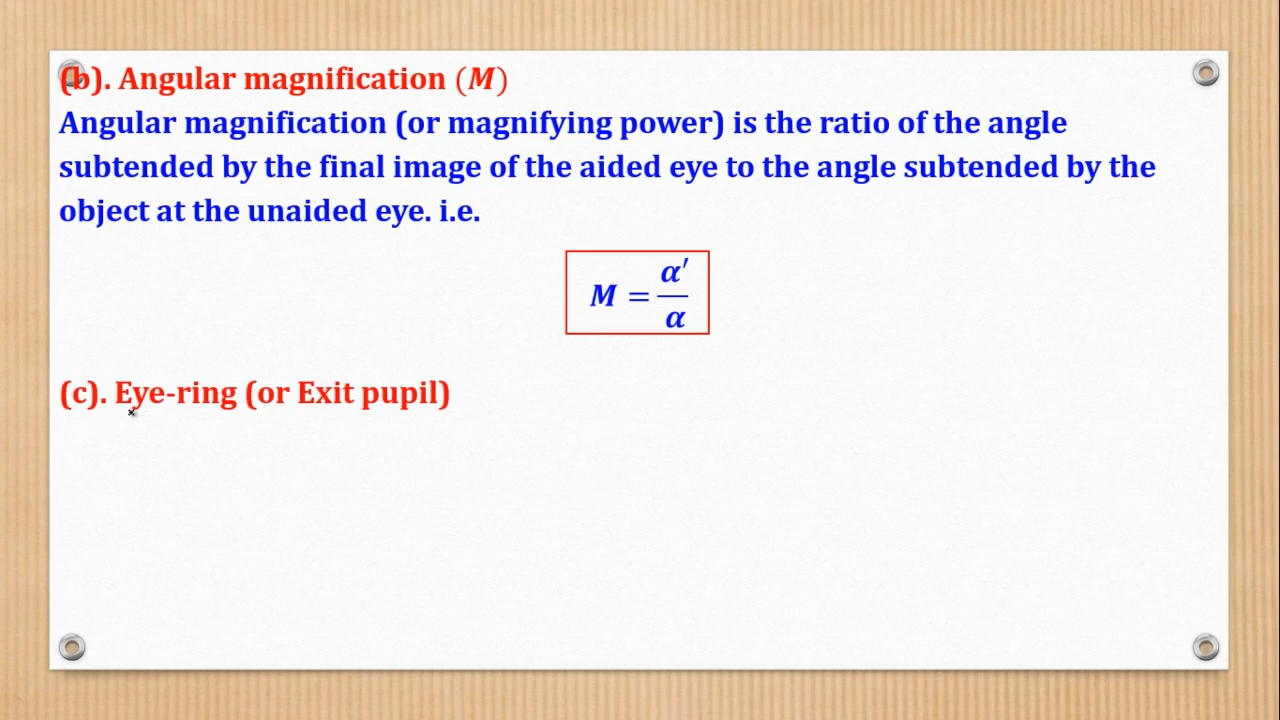 (b). Angular magnification (M)
Angular magnification (or magnifying power) is the ratio of the angle
subtended by the final image of the aided eye to the angle subtended by the
object at the unaided eye. i.e.
M = α′/α
(c). Eye-ring (or Exit pupil)